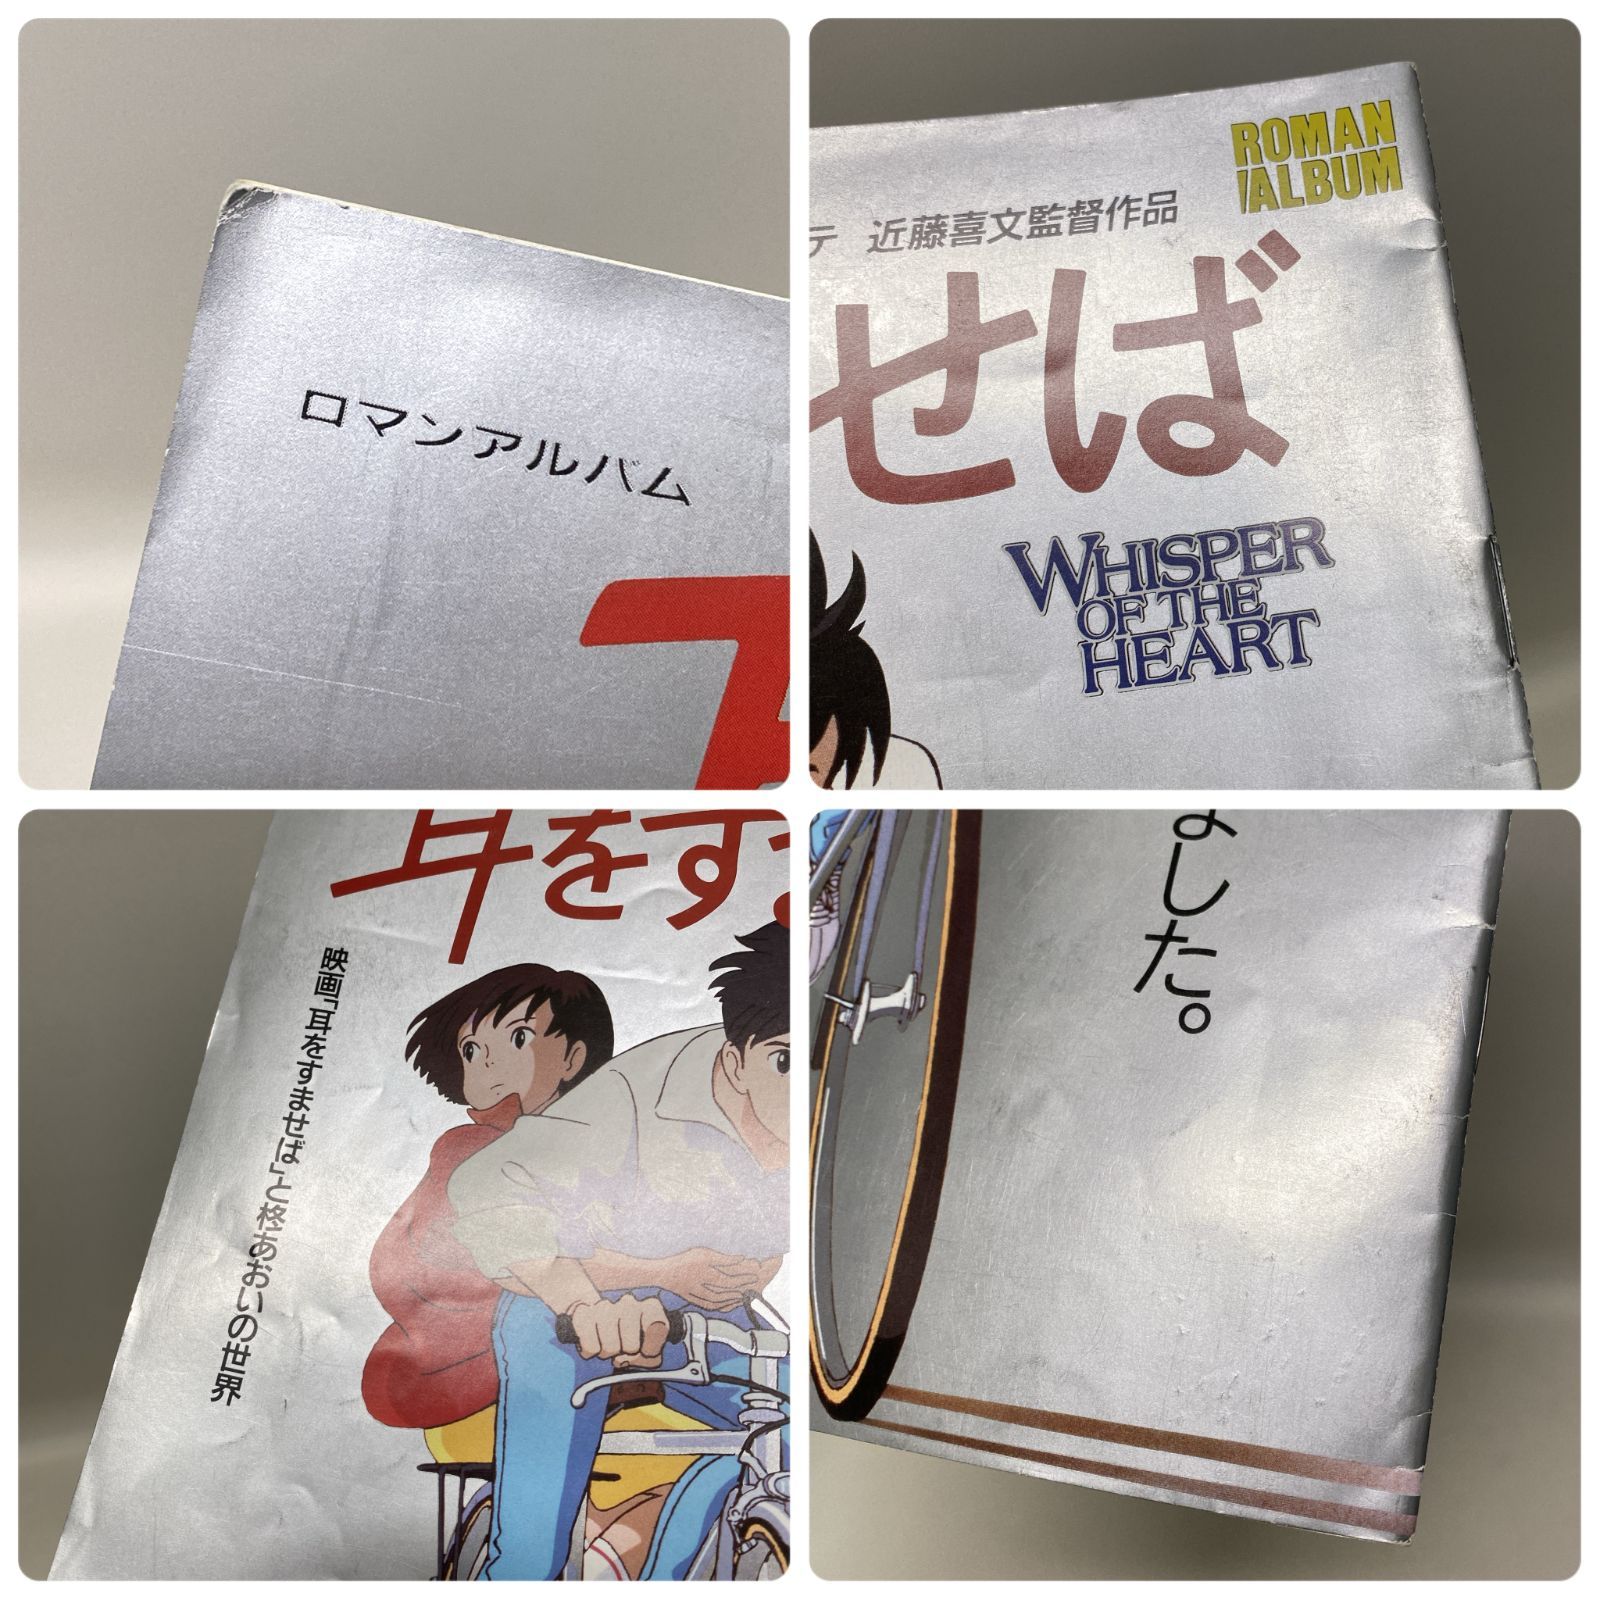 ロマンアルバム
ROMAN
ALBUM
テ 近藤喜文監督作品
せば
WHISPER
OF THE
HEART
耳をす
映画「耳をすませば」と柊あおいの世界
ました。